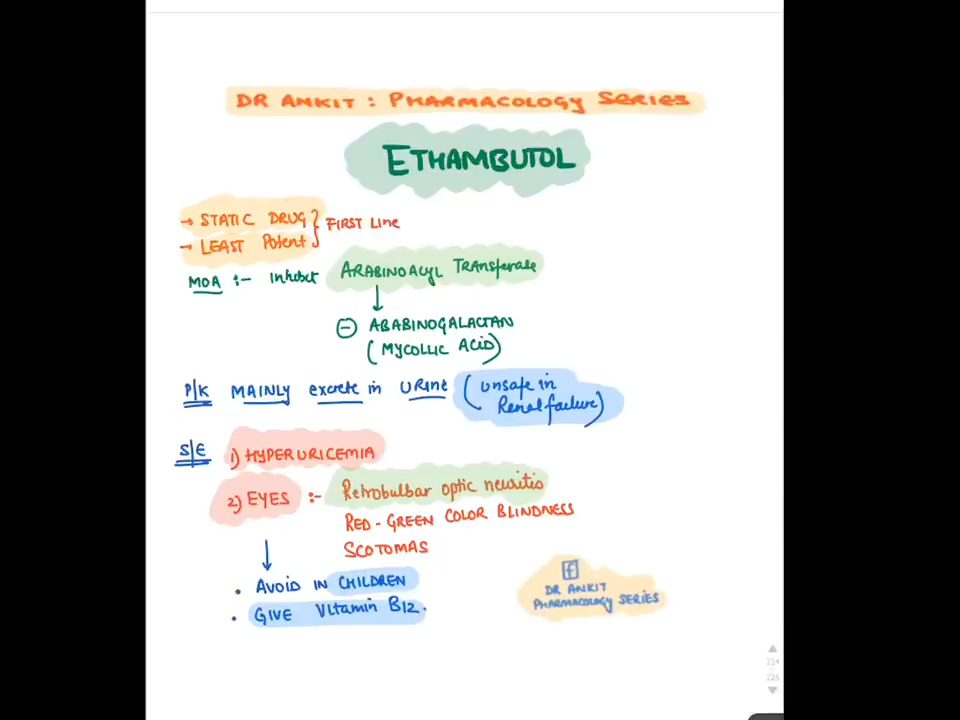 DR ANKIT : PHARMACOLOGY SERIES
ETHAMBUTOL
→ STATIC DRUG
→ LEAST Potent } FIRST Line
MOA :- Inhibit ARABINOACYL TRANSferase
⊖ ABABINOGALACTAN
(MYCOLLIC ACID)
P/K MAINLY excrete in URINE (Unsafe in
Renal failure)
S/E 1) HYPERURICEMIA
2) EYES :- Retrobulbar optic neuritis
RED-GREEN COLOR BLINDNESS
SCOTOMAS
• AVOID IN CHILDREN
• GIVE Vitamin B12.
f
DR ANKIT
PHARMACOLOGY SERIES